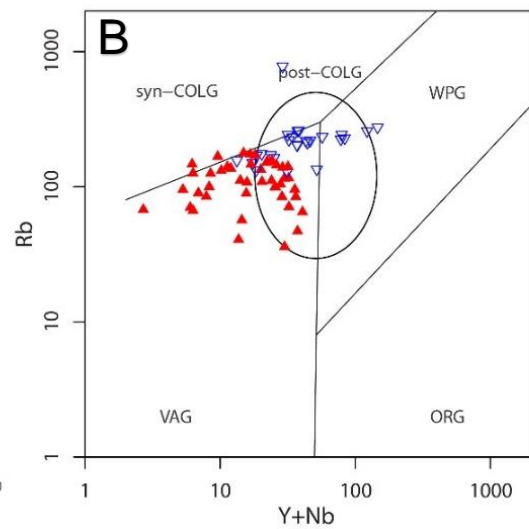 B
syn−COLG
post−COLG
WPG
VAG
ORG
Rb
1000
100
10
1
1
10
100
1000
Y+Nb